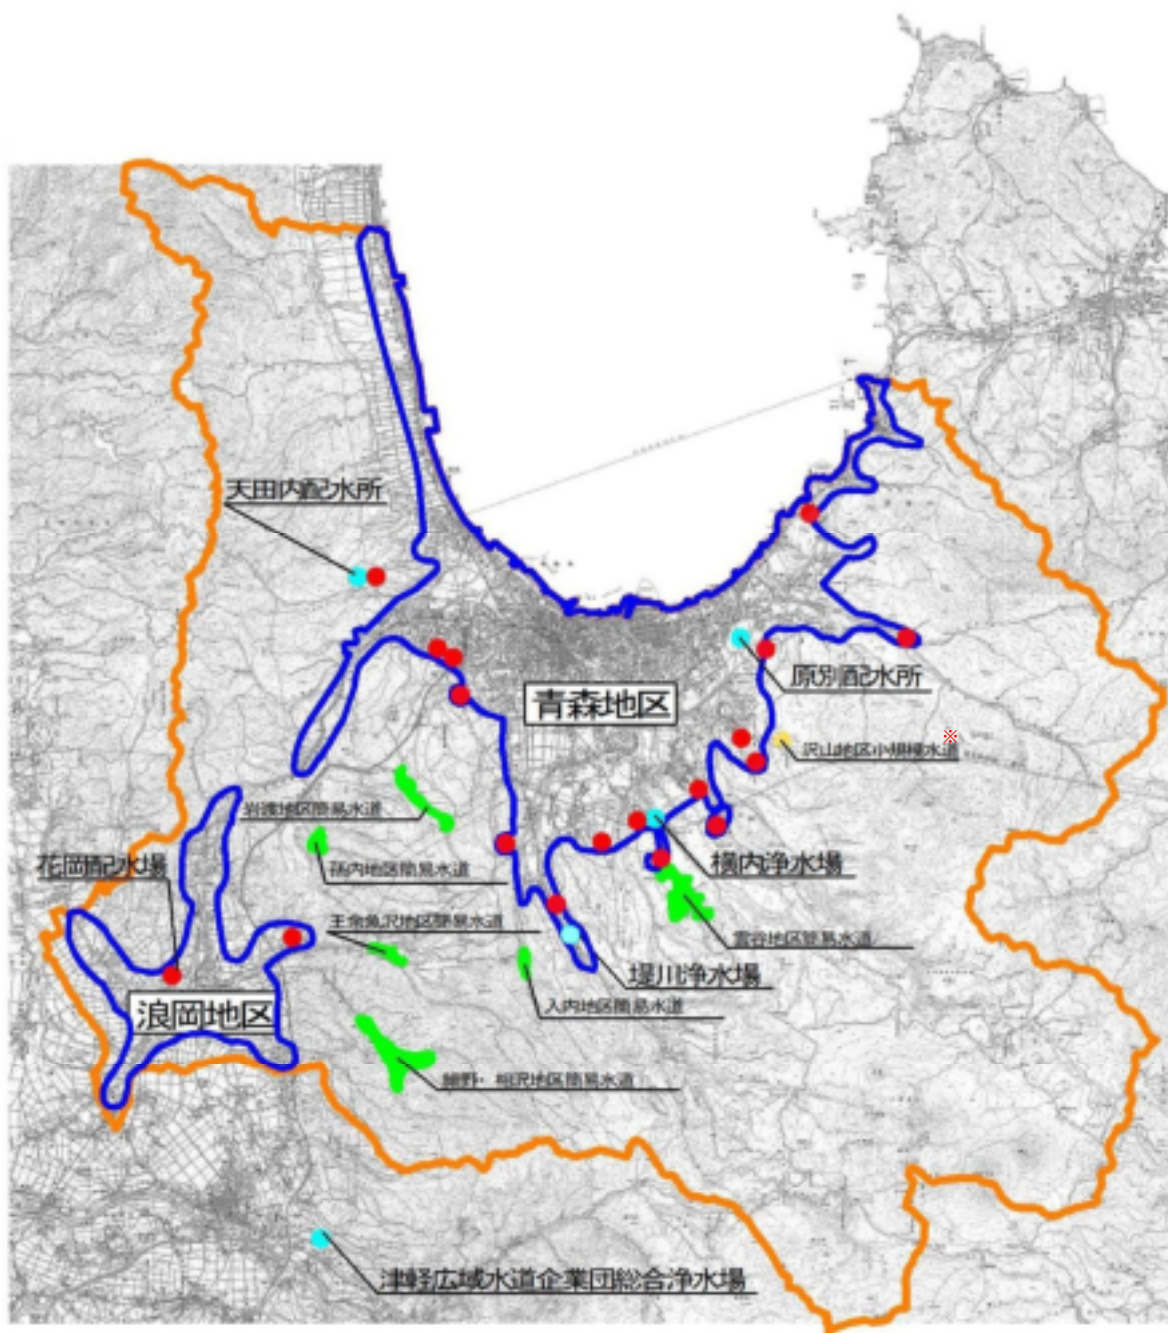 天田内配水所
原別配水所
青森地区
※
沢山地区小規模水道
岩渡地区簡易水道
花岡配水場
孫内地区簡易水道
横内浄水場
王余魚沢地区簡易水道
雲谷地区簡易水道
堤川浄水場
入内地区簡易水道
浪岡地区
細野・相沢地区簡易水道
津軽広域水道企業団総合浄水場